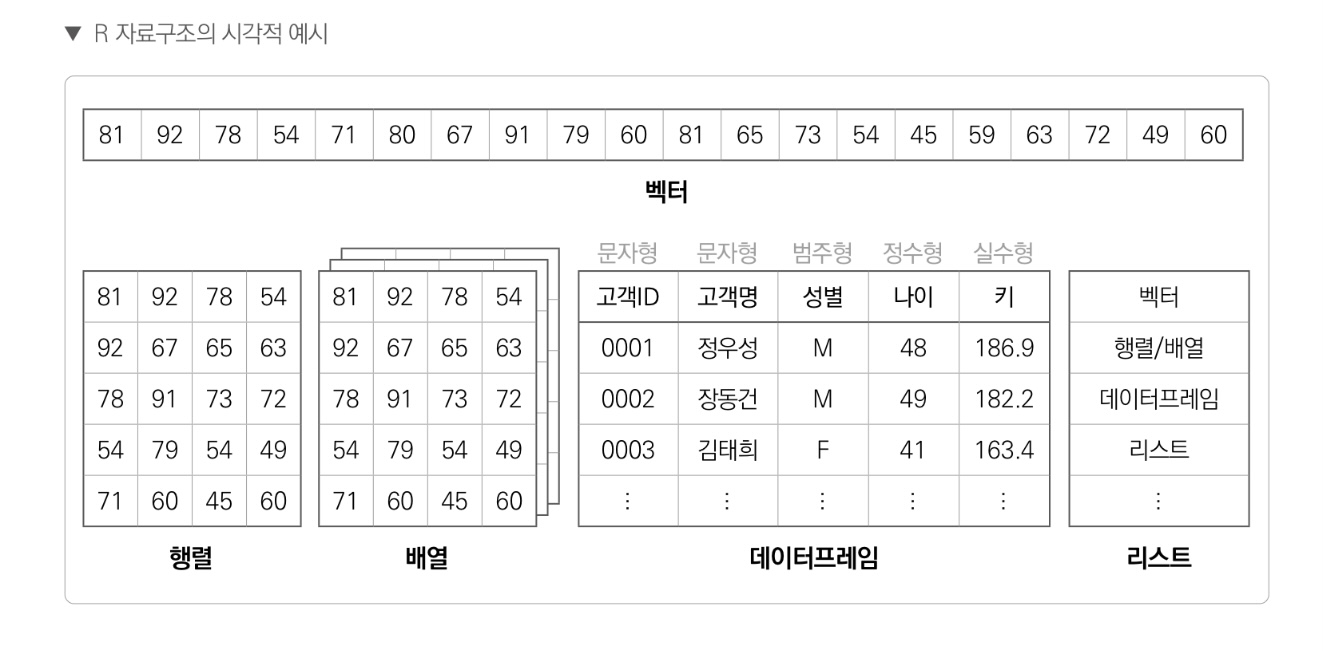 ▼ R 자료구조의 시각적 예시
81 92 78 54 71 80 67 91 79 60 81 65 73 54 45 59 63 72 49 60
벡터
81 92 78 54
92 67 65 63
78 91 73 72
54 79 54 49
71 60 45 60
행렬
81 92 78 54
92 67 65 63
78 91 73 72
54 79 54 49
71 60 45 60
배열
문자형 문자형 범주형 정수형 실수형
고객ID 고객명 성별 나이 키
0001 정우성 M 48 186.9
0002 장동건 M 49 182.2
0003 김태희 F 41 163.4
⋮ ⋮ ⋮ ⋮ ⋮
데이터프레임
벡터
행렬/배열
데이터프레임
리스트
⋮
리스트